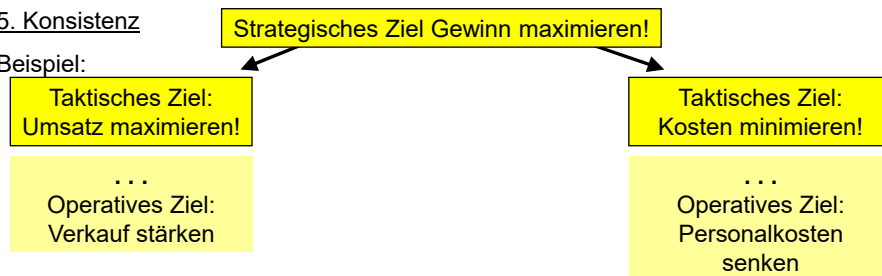 5. Konsistenz
Strategisches Ziel Gewinn maximieren!
Beispiel:
Taktisches Ziel:
Umsatz maximieren!
Taktisches Ziel:
Kosten minimieren!
. . .
Operatives Ziel:
Verkauf stärken
. . .
Operatives Ziel:
Personalkosten
senken